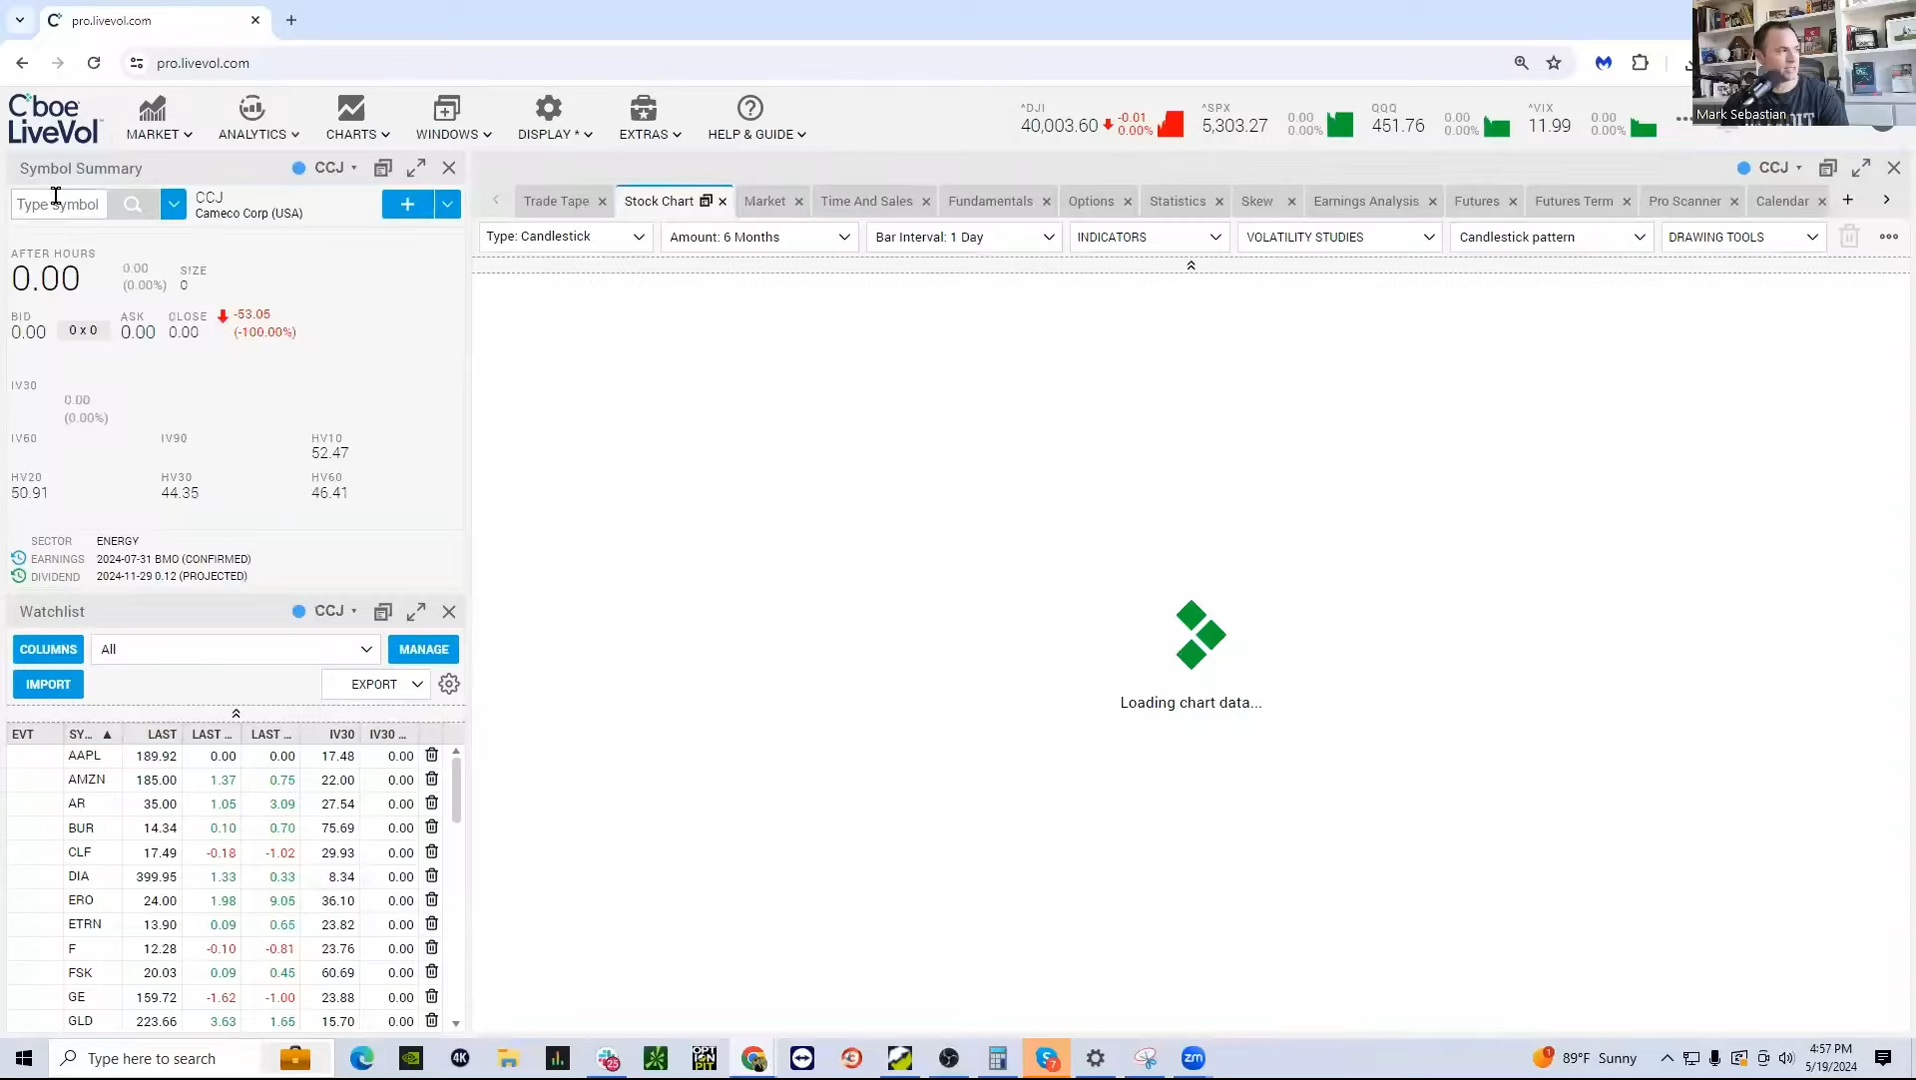 pro.livevol.com
pro.livevol.com
Cboe LiveVol
MARKET
ANALYTICS
CHARTS
WINDOWS
DISPLAY *
EXTRAS
HELP & GUIDE
^DJI
40,003.60
-0.01
0.00%
^SPX
5,303.27
0.00
0.00%
QQQ
451.76
0.00
0.00%
^VIX
11.99
0.00
0.00%
Mark Sebastian
Symbol Summary
CCJ
Type symbol
CCJ
Cameco Corp (USA)
AFTER HOURS
0.00
0.00
(0.00%)
SIZE
0
BID
0.00
0 x 0
ASK
0.00
CLOSE
0.00
-53.05
(-100.00%)
IV30
0.00
(0.00%)
IV60
IV90
HV10
52.47
HV20
50.91
HV30
44.35
HV60
46.41
SECTOR ENERGY
EARNINGS 2024-07-31 BMO (CONFIRMED)
DIVIDEND 2024-11-29 0.12 (PROJECTED)
Watchlist
CCJ
COLUMNS
All
MANAGE
IMPORT
EXPORT
EVT SY... LAST LAST ... LAST ... IV30 IV30 ...
AAPL 189.92 0.00 0.00 17.48 0.00
AMZN 185.00 1.37 0.75 22.00 0.00
AR 35.00 1.05 3.09 27.54 0.00
BUR 14.34 0.10 0.70 75.69 0.00
CLF 17.49 -0.18 -1.02 29.93 0.00
DIA 399.95 1.33 0.33 8.34 0.00
ERO 24.00 1.98 9.05 36.10 0.00
ETRN 13.90 0.09 0.65 23.82 0.00
F 12.28 -0.10 -0.81 23.76 0.00
FSK 20.03 0.09 0.45 60.69 0.00
GE 159.72 -1.62 -1.00 23.88 0.00
GLD 223.66 3.63 1.65 15.70 0.00
CCJ
Trade Tape
Stock Chart
Market
Time And Sales
Fundamentals
Options
Statistics
Skew
Earnings Analysis
Futures
Futures Term
Pro Scanner
Calendar
Type: Candlestick
Amount: 6 Months
Bar Interval: 1 Day
INDICATORS
VOLATILITY STUDIES
Candlestick pattern
DRAWING TOOLS
Loading chart data...
Type here to search
4K
25
OPT ION PIT
7
zm
1
89°F Sunny
4:57 PM
5/19/2024